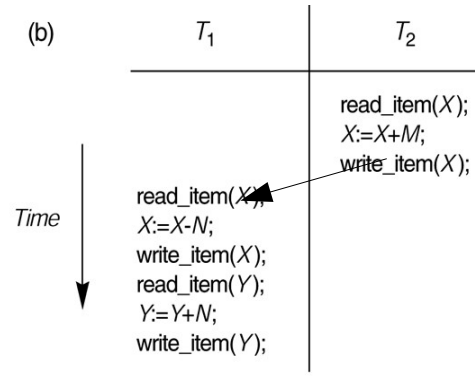 (b) T1 T2
read_item(X);
X:=X+M;
write_item(X);
read_item(X);
Time X:=X-N;
write_item(X);
read_item(Y);
Y:=Y+N;
write_item(Y);